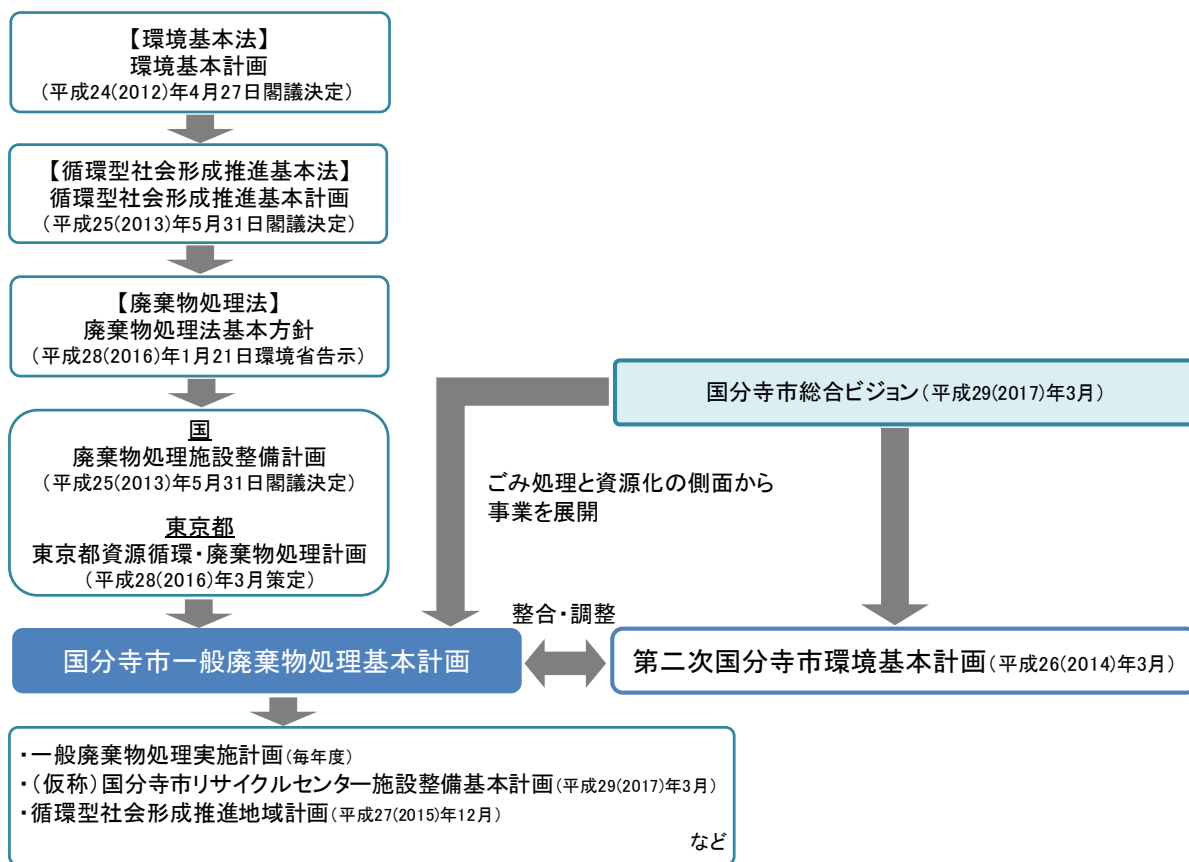 【環境基本法】
環境基本計画
（平成24(2012)年4月27日閣議決定）
【循環型社会形成推進基本法】
循環型社会形成推進基本計画
（平成25(2013)年5月31日閣議決定）
【廃棄物処理法】
廃棄物処理法基本方針
（平成28(2016)年1月21日環境省告示）
国
廃棄物処理施設整備計画
（平成25(2013)年5月31日閣議決定）
東京都
東京都資源循環・廃棄物処理計画
（平成28(2016)年3月策定）
国分寺市総合ビジョン（平成29(2017)年3月）
ごみ処理と資源化の側面から
事業を展開
整合・調整
国分寺市一般廃棄物処理基本計画
第二次国分寺市環境基本計画（平成26(2014)年3月）
・一般廃棄物処理実施計画（毎年度）
・（仮称）国分寺市リサイクルセンター施設整備基本計画（平成29(2017)年3月）
・循環型社会形成推進地域計画（平成27(2015)年12月）
など